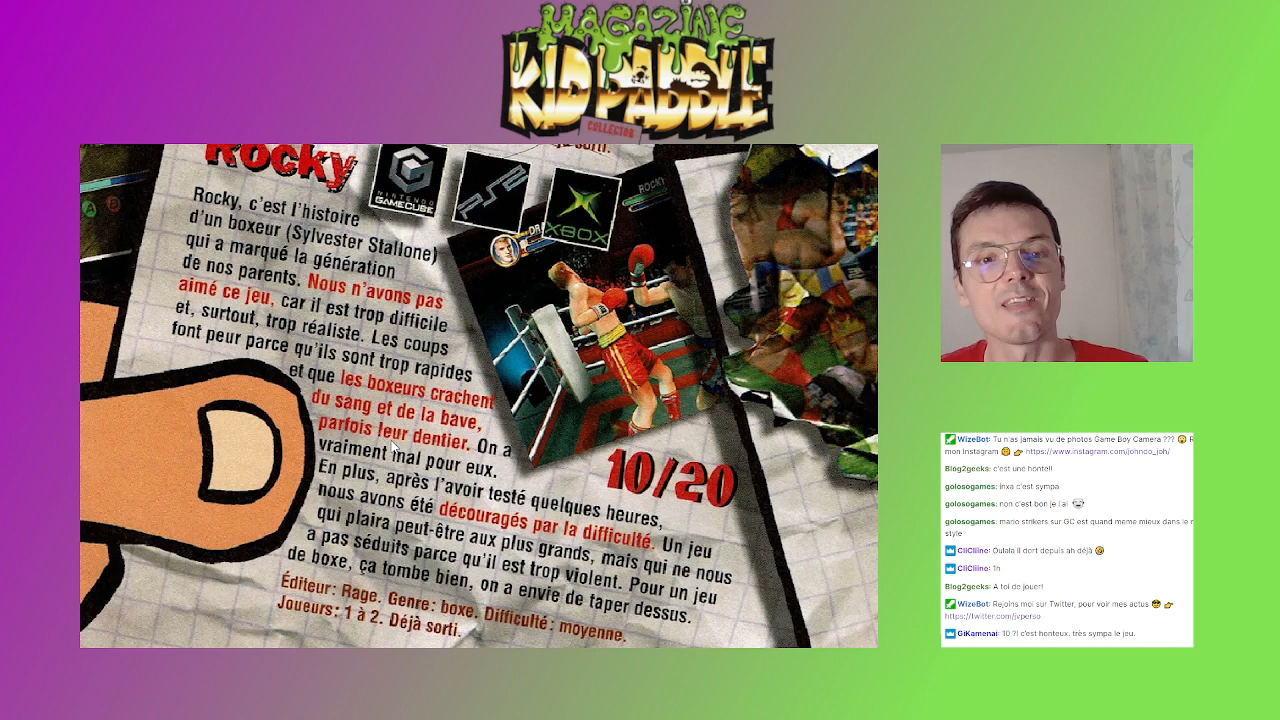 MAGAZINE
KID PADDLE
COLLECTOR
Rocky
NINTENDO
GAMECUBE
PS2
XBOX
ROCKY
DR
A B
Rocky, c'est l'histoire
d'un boxeur (Sylvester Stallone)
qui a marqué la génération
de nos parents. Nous n'avons pas
aimé ce jeu, car il est trop difficile
et, surtout, trop réaliste. Les coups
font peur parce qu'ils sont trop rapides
et que les boxeurs crachent
du sang et de la bave,
parfois leur dentier. On a
vraiment mal pour eux.
En plus, après l'avoir testé quelques heures,
nous avons été découragés par la difficulté. Un jeu
qui plaira peut-être aux plus grands, mais qui ne nous
a pas séduits parce qu'il est trop violent. Pour un jeu
de boxe, ça tombe bien, on a envie de taper dessus.
Éditeur: Rage. Genre: boxe. Difficulté: moyenne.
Joueurs: 1 à 2. Déjà sorti.
10/20
WizeBot: Tu n'as jamais vu de photos Game Boy Camera ??? 😮 R
mon Instagram 🤗 👉 https://www.instagram.com/johndo_joh/
Blog2geeks: c'est une honte!!
golosogames: inxa c'est sympa
golosogames: non c'est bon je l'ai
golosogames: mario strikers sur GC est quand meme mieux dans le m
style
CliCliine: Oulala il dort depuis ah déjà
CliCliine: 1h
Blog2geeks: A toi de jouer!
WizeBot: Rejoins moi sur Twitter, pour voir mes actus 😎 👉
https://twitter.com/jvperso
GiKamenai: 10 ?! c'est honteux. très sympa le jeu.